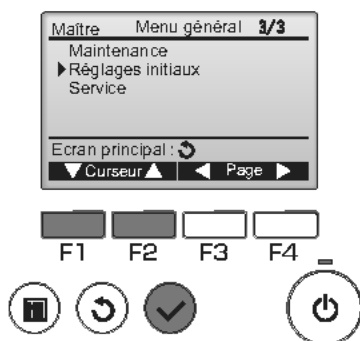 Maître Menu général 3/3
Maintenance
Réglages initiaux
Service
Ecran principal :
Curseur Page
F1 F2 F3 F4